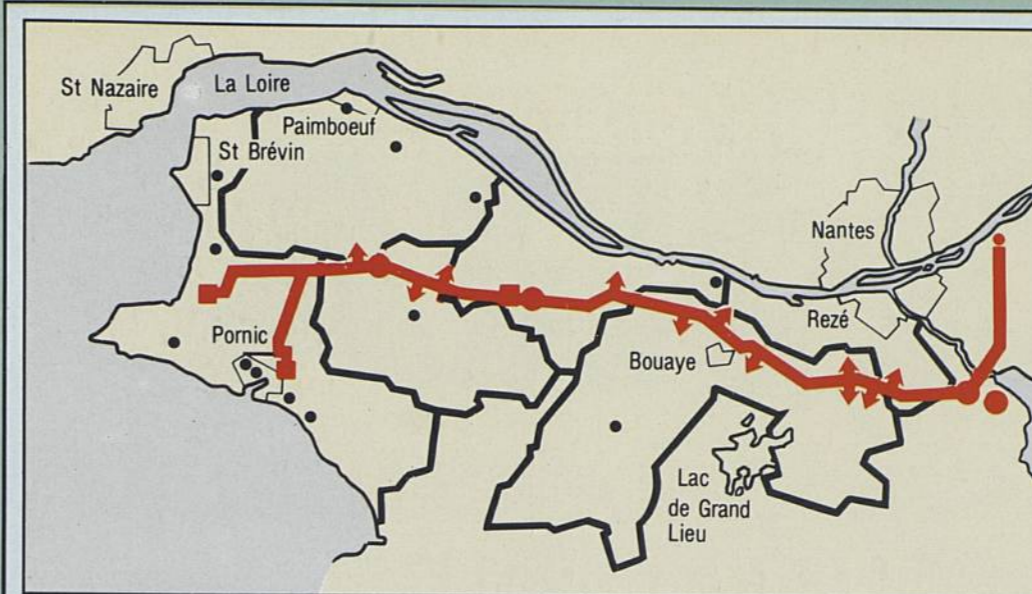 St Nazaire
La Loire
Paimboeuf
St Brévin
Nantes
Rezé
Pornic
Bouaye
Lac
de Grand
Lieu